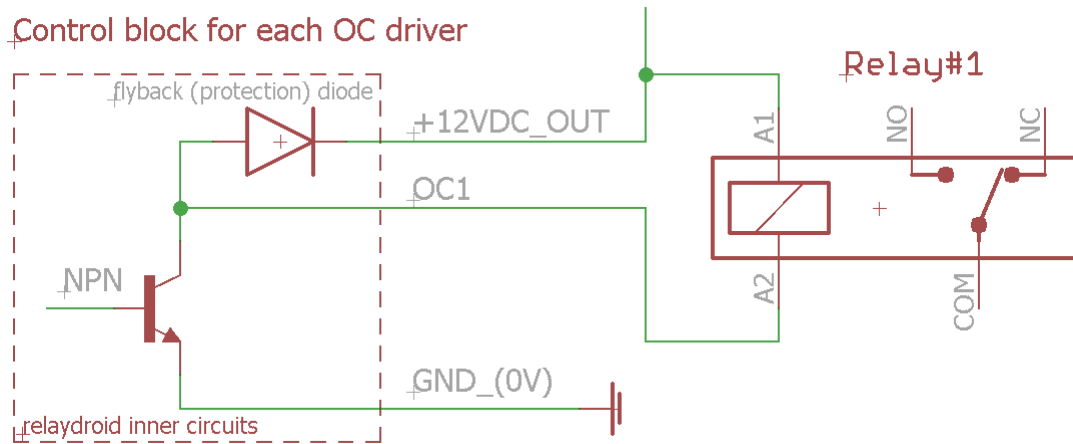 Control block for each OC driver
flyback (protection) diode
+12VDC_OUT
OC1
NPN
GND_(0V)
relaydroid inner circuits
Relay#1
A1
NO
NC
A2
COM